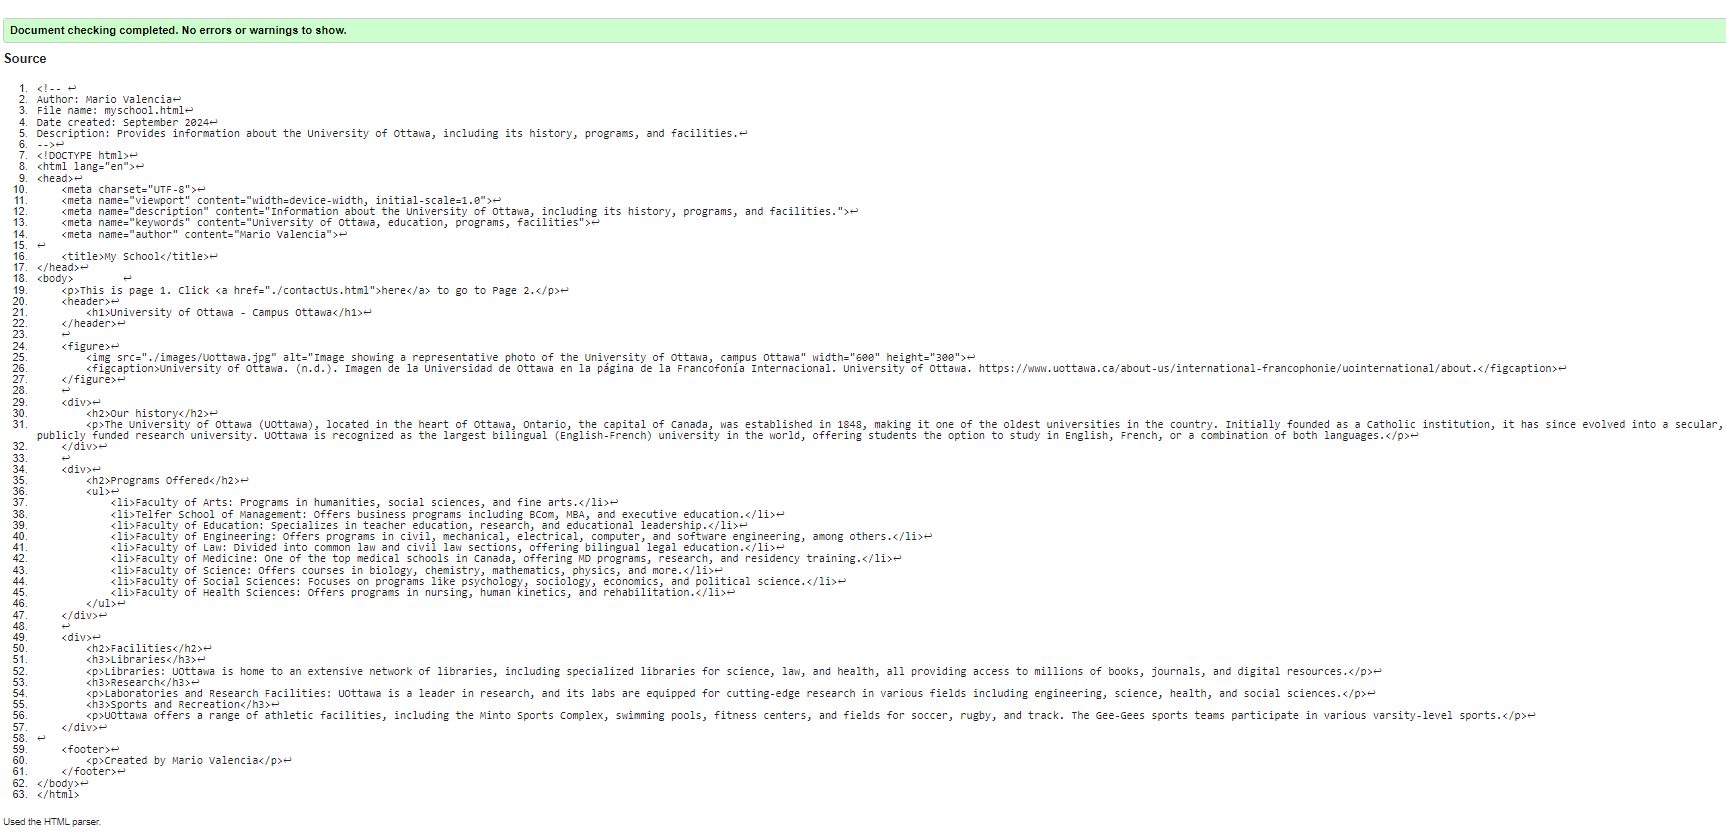 Document checking completed. No errors or warnings to show.
Source
1. <!-- ↩
2. Author: Mario Valencia↩
3. File name: myschool.html↩
4. Date created: September 2024↩
5. Description: Provides information about the University of Ottawa, including its history, programs, and facilities.↩
6. -->↩
7. <!DOCTYPE html>↩
8. <html lang="en">↩
9. <head>↩
10. <meta charset="UTF-8">↩
11. <meta name="viewport" content="width=device-width, initial-scale=1.0">↩
12. <meta name="description" content="Information about the University of Ottawa, including its history, programs, and facilities.">↩
13. <meta name="keywords" content="University of Ottawa, education, programs, facilities">↩
14. <meta name="author" content="Mario Valencia">↩
15. ↩
16. <title>My School</title>↩
17. </head>↩
18. <body> ↩
19. <p>This is page 1. Click <a href="./contactUs.html">here</a> to go to Page 2.</p>↩
20. <header>↩
21. <h1>University of Ottawa - Campus Ottawa</h1>↩
22. </header>↩
23. ↩
24. <figure>↩
25. <img src="./images/Uottawa.jpg" alt="Image showing a representative photo of the University of Ottawa, campus Ottawa" width="600" height="300">↩
26. <figcaption>University of Ottawa. (n.d.). Imagen de la Universidad de Ottawa en la página de la Francofonía Internacional. University of Ottawa. https://www.uottawa.ca/about-us/international-francophonie/uointernational/about.</figcaption>↩
27. </figure>↩
28. ↩
29. <div>↩
30. <h2>Our history</h2>↩
31. <p>The University of Ottawa (UOttawa), located in the heart of Ottawa, Ontario, the capital of Canada, was established in 1848, making it one of the oldest universities in the country. Initially founded as a Catholic institution, it has since evolved into a secular,
publicly funded research university. UOttawa is recognized as the largest bilingual (English-French) university in the world, offering students the option to study in English, French, or a combination of both languages.</p>↩
32. </div>↩
33. ↩
34. <div>↩
35. <h2>Programs Offered</h2>↩
36. <ul>↩
37. <li>Faculty of Arts: Programs in humanities, social sciences, and fine arts.</li>↩
38. <li>Telfer School of Management: Offers business programs including BCom, MBA, and executive education.</li>↩
39. <li>Faculty of Education: Specializes in teacher education, research, and educational leadership.</li>↩
40. <li>Faculty of Engineering: Offers programs in civil, mechanical, electrical, computer, and software engineering, among others.</li>↩
41. <li>Faculty of Law: Divided into common law and civil law sections, offering bilingual legal education.</li>↩
42. <li>Faculty of Medicine: One of the top medical schools in Canada, offering MD programs, research, and residency training.</li>↩
43. <li>Faculty of Science: Offers courses in biology, chemistry, mathematics, physics, and more.</li>↩
44. <li>Faculty of Social Sciences: Focuses on programs like psychology, sociology, economics, and political science.</li>↩
45. <li>Faculty of Health Sciences: Offers programs in nursing, human kinetics, and rehabilitation.</li>↩
46. </ul>↩
47. </div>↩
48. ↩
49. <div>↩
50. <h2>Facilities</h2>↩
51. <h3>Libraries</h3>↩
52. <p>Libraries: UOttawa is home to an extensive network of libraries, including specialized libraries for science, law, and health, all providing access to millions of books, journals, and digital resources.</p>↩
53. <h3>Research</h3>↩
54. <p>Laboratories and Research Facilities: UOttawa is a leader in research, and its labs are equipped for cutting-edge research in various fields including engineering, science, health, and social sciences.</p>↩
55. <h3>Sports and Recreation</h3>↩
56. <p>UOttawa offers a range of athletic facilities, including the Minto Sports Complex, swimming pools, fitness centers, and fields for soccer, rugby, and track. The Gee-Gees sports teams participate in various varsity-level sports.</p>↩
57. </div>↩
58. ↩
59. <footer>↩
60. <p>Created by Mario Valencia</p>↩
61. </footer>↩
62. </body>↩
63. </html>
Used the HTML parser.